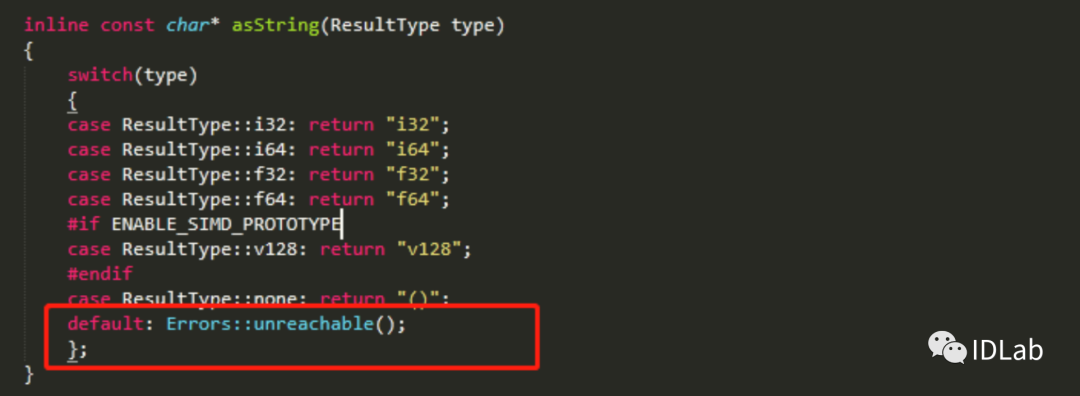 inline const char* asString(ResultType type)
{
    switch(type)
    {
    case ResultType::i32: return "i32";
    case ResultType::i64: return "i64";
    case ResultType::f32: return "f32";
    case ResultType::f64: return "f64";
    #if ENABLE_SIMD_PROTOTYPE
    case ResultType::v128: return "v128";
    #endif
    case ResultType::none: return "()";
    default: Errors::unreachable();
    };
}
IDLab